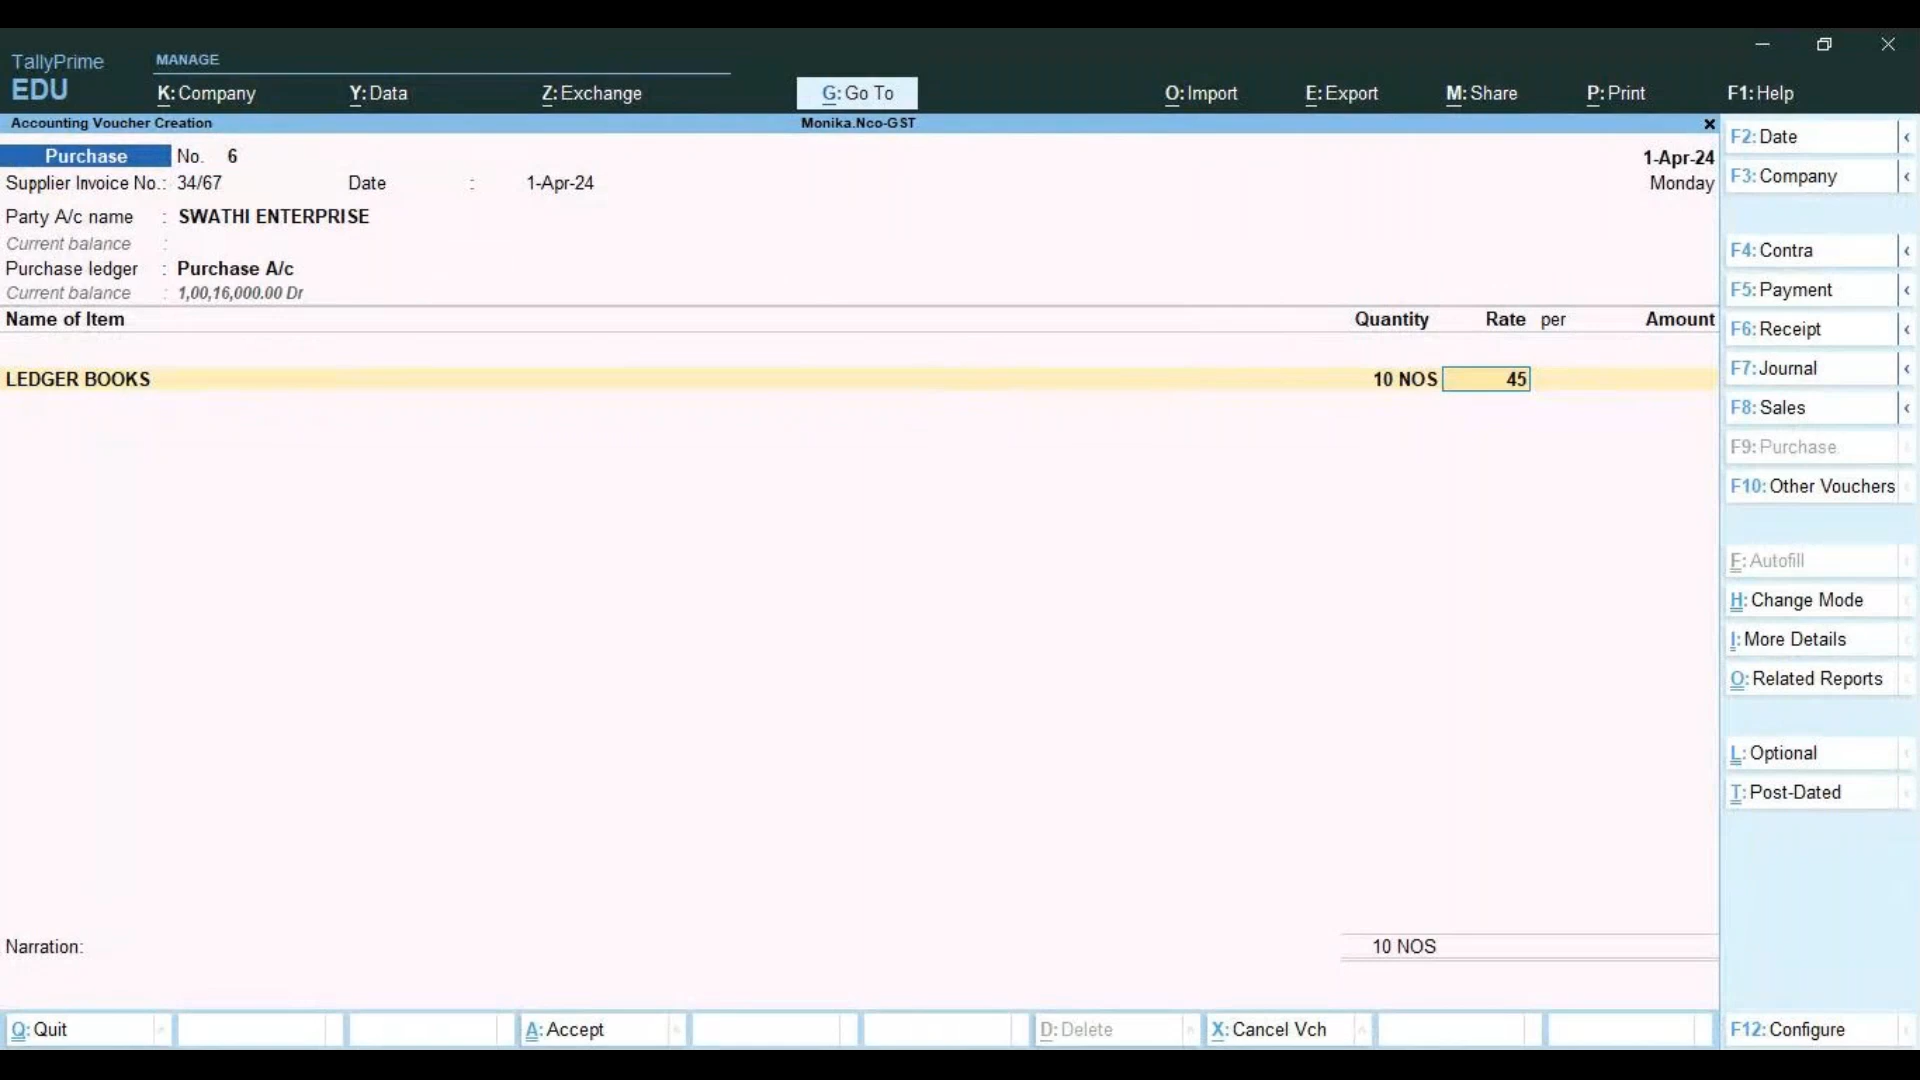 TallyPrime
EDU
MANAGE
K: Company Y: Data Z: Exchange G: Go To O: Import E: Export M: Share P: Print F1: Help
Accounting Voucher Creation Monika.Nco-GST ×
Purchase No. 6 1-Apr-24
Supplier Invoice No.: 34/67 Date : 1-Apr-24 Monday
Party A/c name : SWATHI ENTERPRISE
Current balance :
Purchase ledger : Purchase A/c
Current balance : 1,00,16,000.00 Dr
Name of Item Quantity Rate per Amount
LEDGER BOOKS 10 NOS 45
Narration: 10 NOS
F2: Date
F3: Company
F4: Contra
F5: Payment
F6: Receipt
F7: Journal
F8: Sales
F9: Purchase
F10: Other Vouchers
F: Autofill
H: Change Mode
I: More Details
O: Related Reports
L: Optional
T: Post-Dated
Q: Quit A: Accept D: Delete X: Cancel Vch F12: Configure